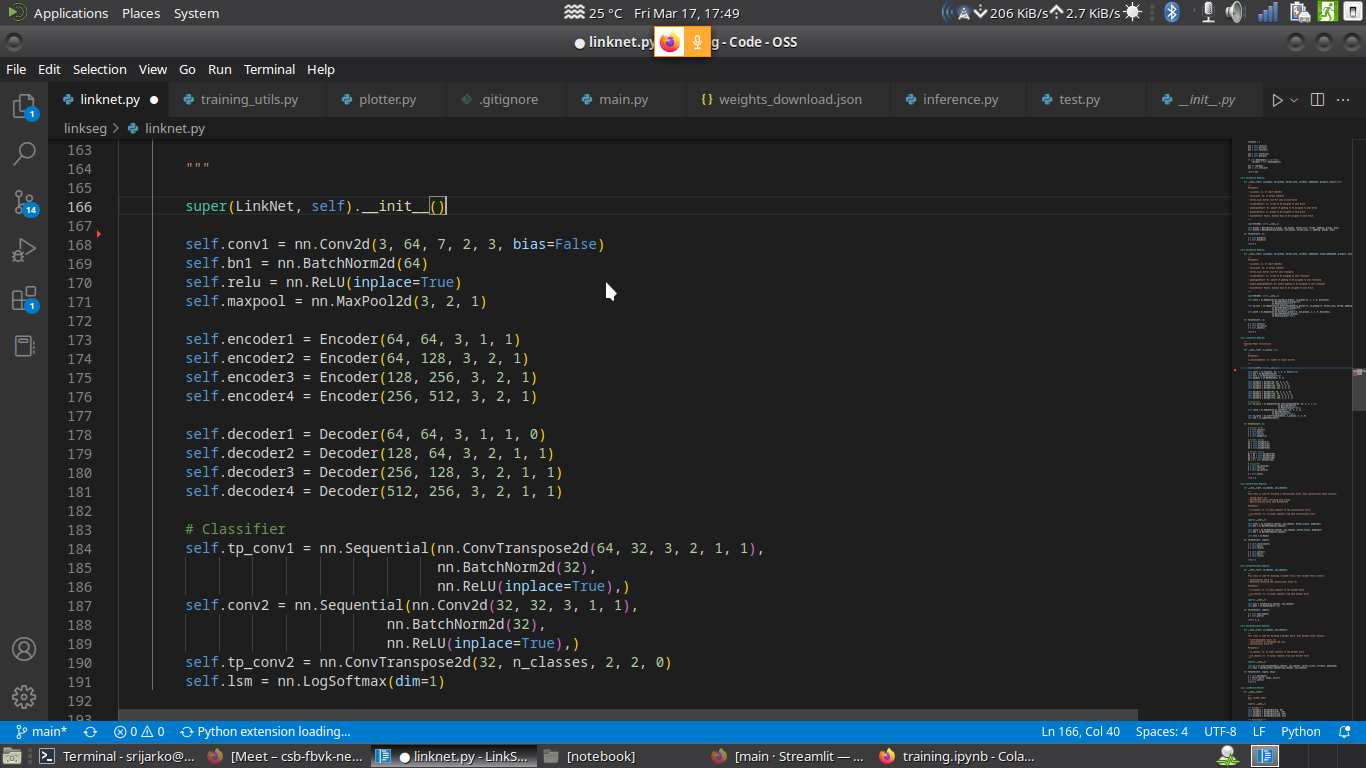 Applications Places System 25 °C Fri Mar 17, 17:49 206 KiB/s 2.7 KiB/s
linknet.py g - Code - OSS
File Edit Selection View Go Run Terminal Help
linknet.py training_utils.py plotter.py .gitignore main.py {} weights_download.json inference.py test.py __init__.py
linkseg > linknet.py
163
164 """
165
166 super(LinkNet, self).__init__()
167
168 self.conv1 = nn.Conv2d(3, 64, 7, 2, 3, bias=False)
169 self.bn1 = nn.BatchNorm2d(64)
170 self.relu = nn.ReLU(inplace=True)
171 self.maxpool = nn.MaxPool2d(3, 2, 1)
172
173 self.encoder1 = Encoder(64, 64, 3, 1, 1)
174 self.encoder2 = Encoder(64, 128, 3, 2, 1)
175 self.encoder3 = Encoder(128, 256, 3, 2, 1)
176 self.encoder4 = Encoder(256, 512, 3, 2, 1)
177
178 self.decoder1 = Decoder(64, 64, 3, 1, 1, 0)
179 self.decoder2 = Decoder(128, 64, 3, 2, 1, 1)
180 self.decoder3 = Decoder(256, 128, 3, 2, 1, 1)
181 self.decoder4 = Decoder(512, 256, 3, 2, 1, 1)
182
183 # Classifier
184 self.tp_conv1 = nn.Sequential(nn.ConvTranspose2d(64, 32, 3, 2, 1, 1),
185 nn.BatchNorm2d(32),
186 nn.ReLU(inplace=True),)
187 self.conv2 = nn.Sequential(nn.Conv2d(32, 32, 3, 1, 1),
188 nn.BatchNorm2d(32),
189 nn.ReLU(inplace=True),)
190 self.tp_conv2 = nn.ConvTranspose2d(32, n_classes, 2, 2, 0)
191 self.lsm = nn.LogSoftmax(dim=1)
192
193
1
14
1
main* 0 0 Python extension loading... Ln 166, Col 40 Spaces: 4 UTF-8 LF Python
Terminal - srijarko@... [Meet – csb-fbvk-ne... linknet.py - LinkS... [notebook] [main · Streamlit — ... training.ipynb - Cola...